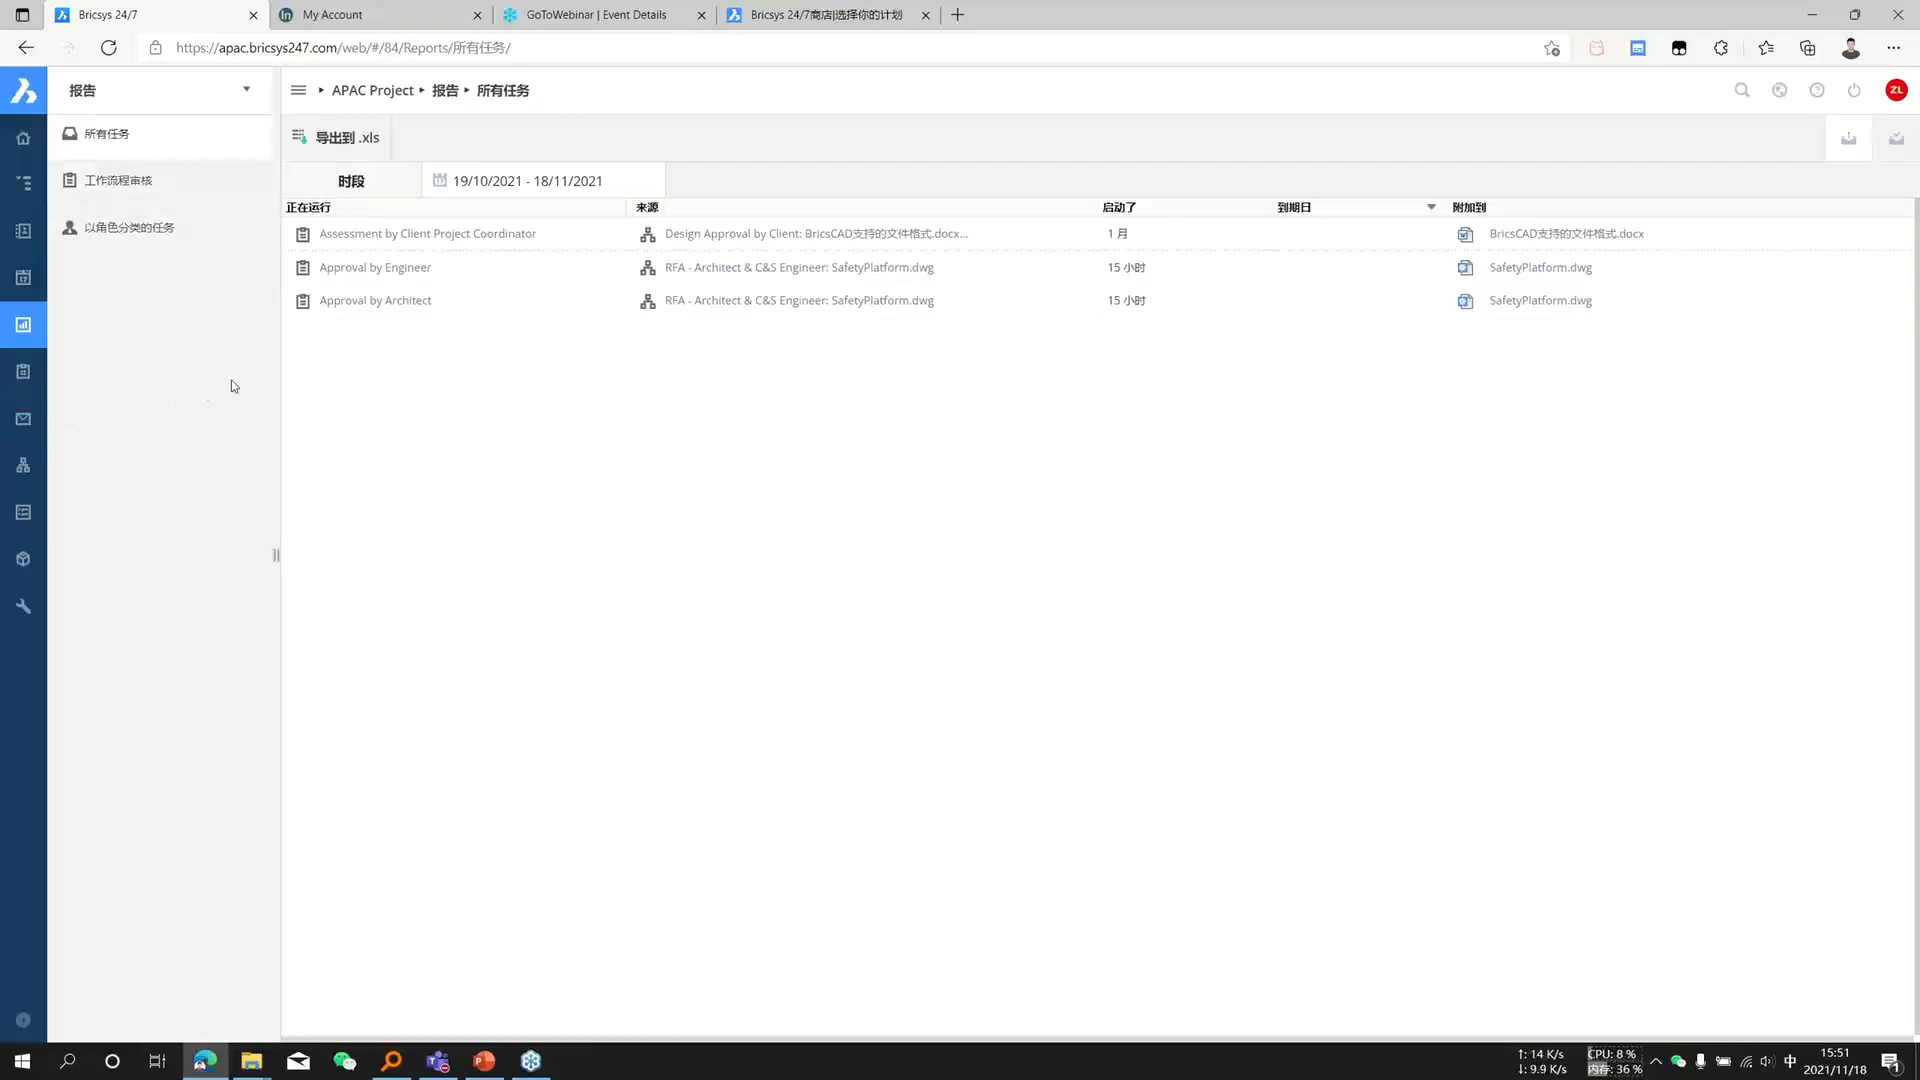 Bricsys 24/7
My Account
GoToWebinar | Event Details
Bricsys 24/7商店|选择你的计划
https://apac.bricsys247.com/web/#/84/Reports/所有任务/
报告
APAC Project ▸ 报告 ▸ 所有任务
ZL
所有任务
导出到 .xls
工作流程审核
时段
19/10/2021 - 18/11/2021
以角色分类的任务
正在运行
来源
启动了
到期日
附加到
Assessment by Client Project Coordinator
Design Approval by Client: BricsCAD支持的文件格式.docx...
1 月
BricsCAD支持的文件格式.docx
Approval by Engineer
RFA - Architect & C&S Engineer: SafetyPlatform.dwg
15 小时
SafetyPlatform.dwg
Approval by Architect
RFA - Architect & C&S Engineer: SafetyPlatform.dwg
15 小时
SafetyPlatform.dwg
↑: 14 K/s
↓: 9.9 K/s
CPU: 8 %
内存: 36 %
中
15:51
2021/11/18
1